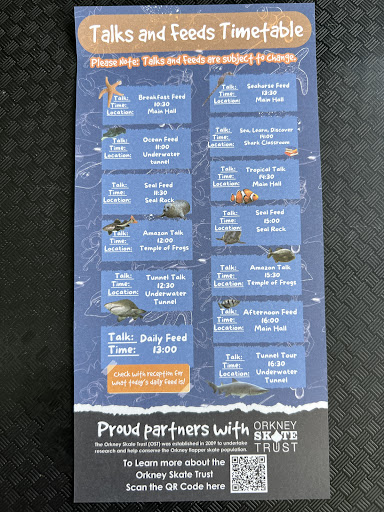 Talks and Feeds Timetable
Please Note: Talks and Feeds are subject to change.
Talk: Breakfast Feed
Time: 10:30
Location: Main Hall
Talk: Ocean Feed
Time: 11:00
Location: Underwater
tunnel
Talk: Seal Feed
Time: 11:30
Location: Seal Rock
Talk: Amazon Talk
Time: 12:00
Location: Temple of Frogs
Talk: Tunnel Talk
Time: 12:30
Location: Underwater
Tunnel
Talk: Daily Feed
Time: 13:00
Check with reception for
what today's daily feed is!
Talk: Seahorse Feed
Time: 13:30
Location: Main Hall
Talk: Sea, Learn, Discover
Time: 14:00
Location: Shark Classroom
Talk: Tropical Talk
Time: 14:30
Location: Main Hall
Talk: Seal Feed
Time: 15:00
Location: Seal Rock
Talk: Amazon Talk
Time: 15:30
Location: Temple of Frogs
Talk: Afternoon Feed
Time: 16:00
Location: Main Hall
Talk: Tunnel Tour
Time: 16:30
Location: Underwater
Tunnel
Proud partners with
ORKNEY
SKATE
TRUST
The Orkney Skate Trust (OST) was established in 2009 to undertake
research and help conserve the Orkney flapper skate population.
To Learn more about the
Orkney Skate Trust
Scan the QR Code here